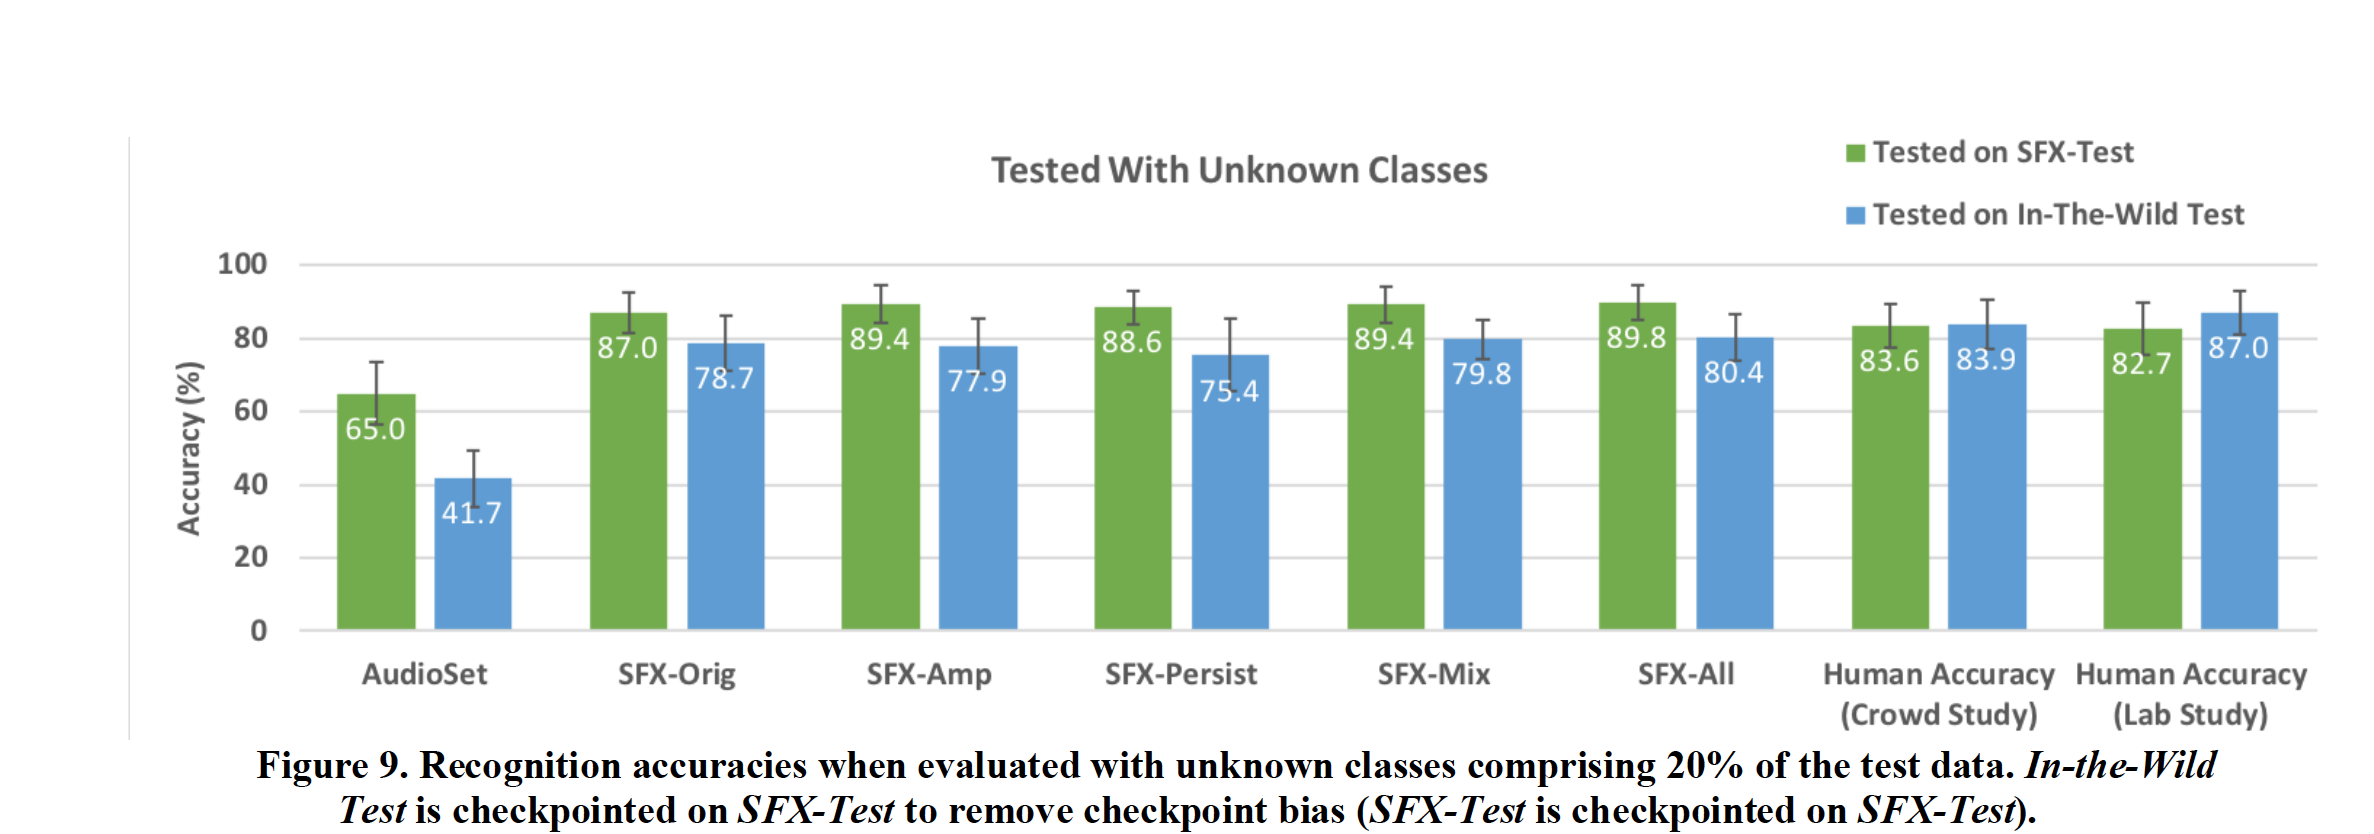 Tested With Unknown Classes
Tested on SFX-Test
Tested on In-The-Wild Test
Accuracy (%)
100
80
60
40
20
0
65.0
41.7
87.0
78.7
89.4
77.9
88.6
75.4
89.4
79.8
89.8
80.4
83.6
83.9
82.7
87.0
AudioSet
SFX-Orig
SFX-Amp
SFX-Persist
SFX-Mix
SFX-All
Human Accuracy
(Crowd Study)
Human Accuracy
(Lab Study)
Figure 9. Recognition accuracies when evaluated with unknown classes comprising 20% of the test data. In-the-Wild
Test is checkpointed on SFX-Test to remove checkpoint bias (SFX-Test is checkpointed on SFX-Test).